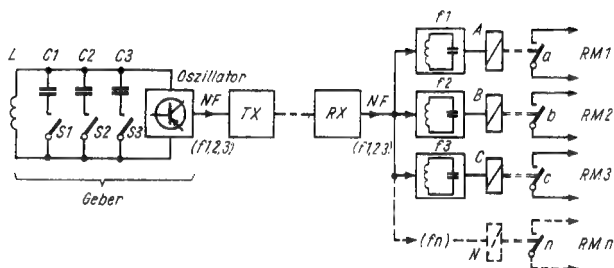 L C1 C2 C3
Oszillator
S1 S2 S3
Geber
NF
(f1,2,3)
TX
RX
NF
(f1,2,3)
f1 A a RM1
f2 B b RM2
f3 C c RM3
(fn) N n RMn